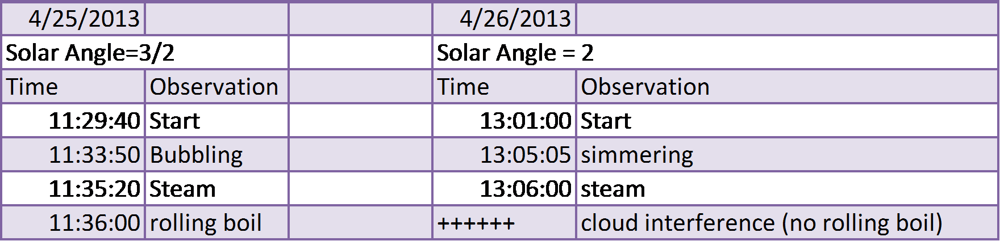 4/25/2013 4/26/2013
Solar Angle=3/2 Solar Angle = 2
Time Observation Time Observation
11:29:40 Start 13:01:00 Start
11:33:50 Bubbling 13:05:05 simmering
11:35:20 Steam 13:06:00 steam
11:36:00 rolling boil ++++++ cloud interference (no rolling boil)